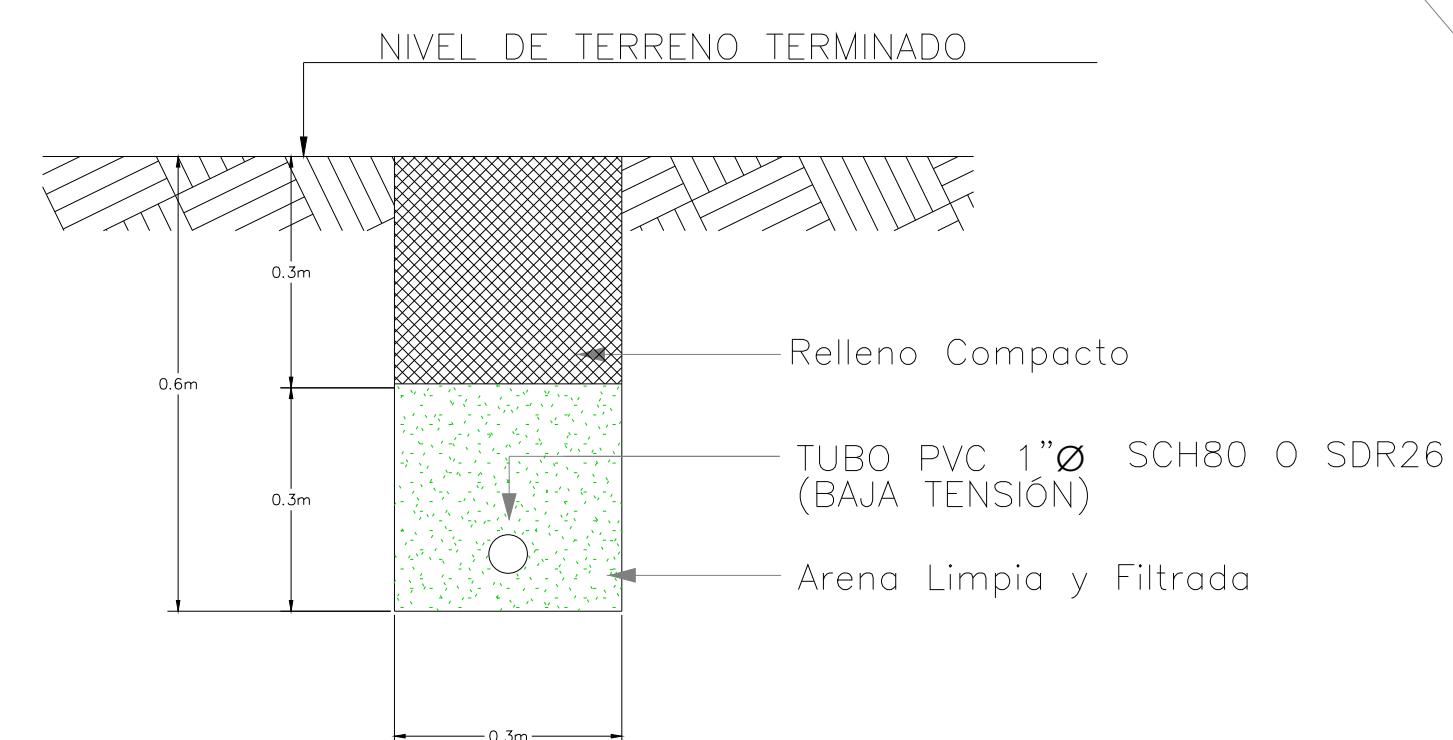 NIVEL DE TERRENO TERMINADO
0.3m
Relleno Compacto
0.6m
TUBO PVC 1”Ø SCH80 O SDR26
(BAJA TENSIÓN)
0.3m
Arena Limpia y Filtrada
0.3m